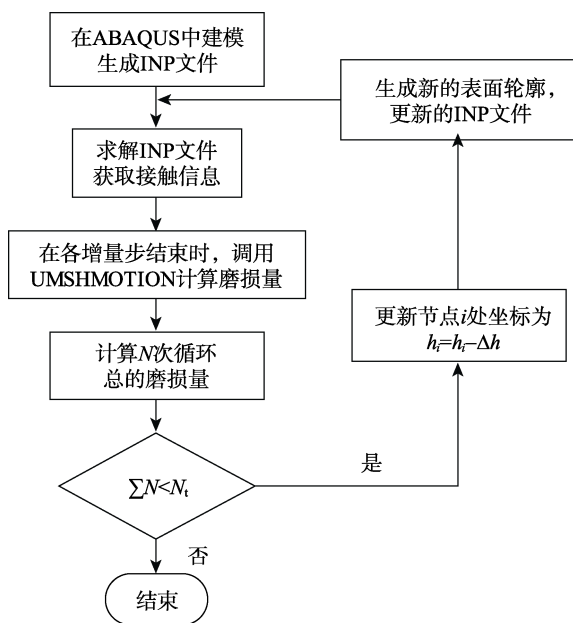 在ABAQUS中建模
生成INP文件
求解INP文件
获取接触信息
在各增量步结束时，调用
UMSHMOTION计算磨损量
计算N次循环
总的磨损量
∑N<Nₜ
是
否
结束
更新节点i处坐标为
hᵢ=hᵢ−Δh
生成新的表面轮廓，
更新的INP文件